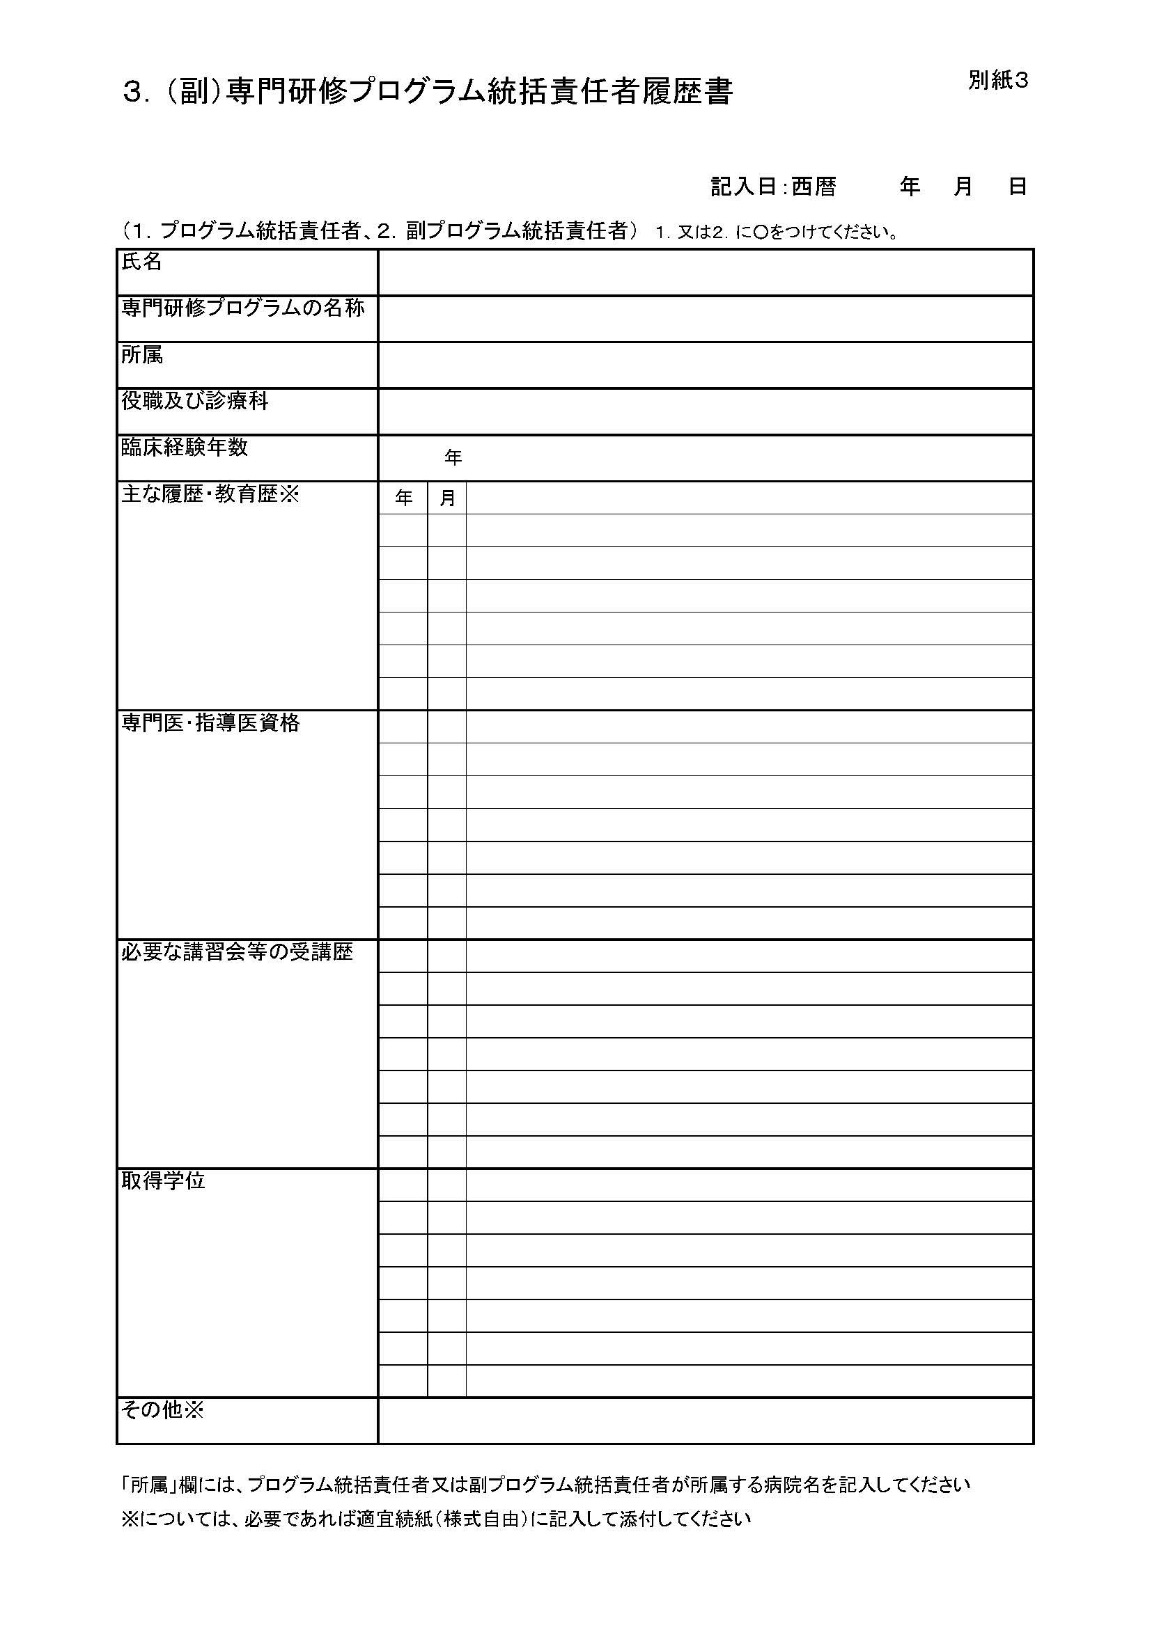 別紙３
３．（副）専門研修プログラム統括責任者履歴書
記入日：西暦　　　年　月　日
（１．プログラム統括責任者、２．副プログラム統括責任者）　１．又は２．に○をつけてください。
氏名
専門研修プログラムの名称
所属
役職及び診療科
臨床経験年数　年
主な履歴・教育歴※　年　月
専門医・指導医資格
必要な講習会等の受講歴
取得学位
その他※
「所属」欄には、プログラム統括責任者又は副プログラム統括責任者が所属する病院名を記入してください
※については、必要であれば適宜続紙（様式自由）に記入して添付してください